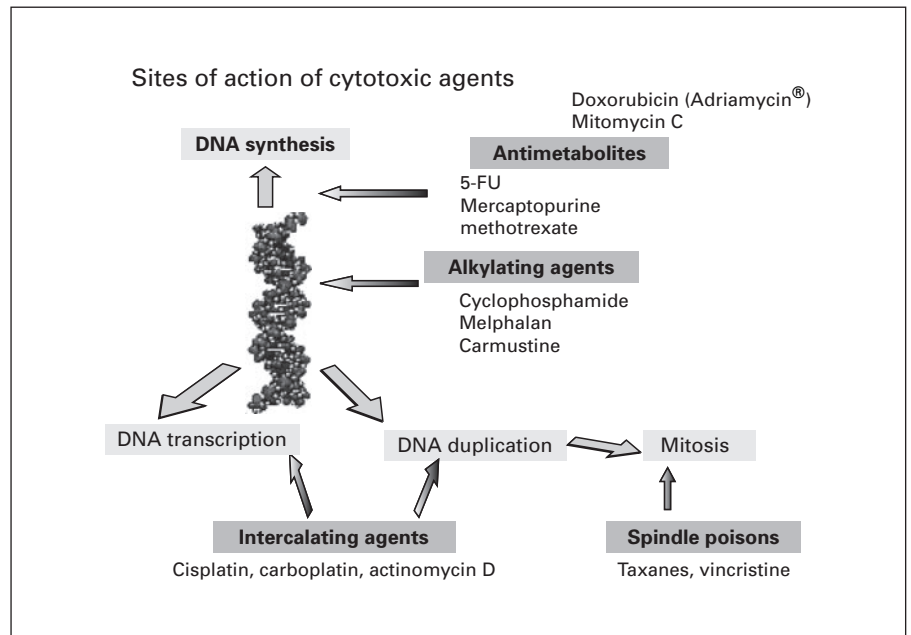 Sites of action of cytotoxic agents
Doxorubicin (Adriamycin®)
Mitomycin C
DNA synthesis
Antimetabolites
5-FU
Mercaptopurine
methotrexate
Alkylating agents
Cyclophosphamide
Melphalan
Carmustine
DNA transcription
DNA duplication
Mitosis
Intercalating agents
Spindle poisons
Cisplatin, carboplatin, actinomycin D
Taxanes, vincristine